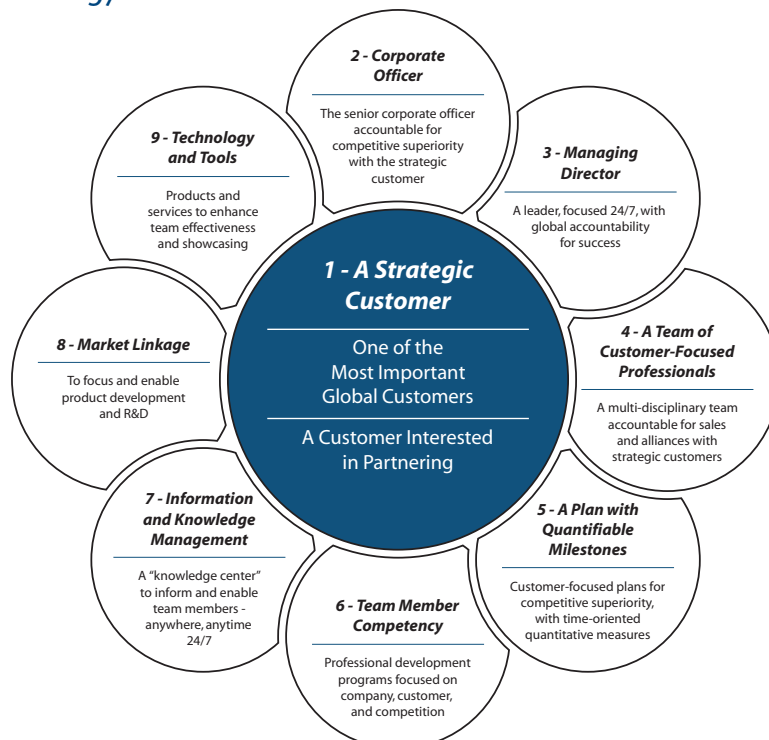 2 - Corporate
Officer
The senior corporate officer
accountable for
competitive superiority
with the strategic
customer
3 - Managing
Director
A leader, focused 24/7, with
global accountability
for success
4 - A Team of
Customer-Focused
Professionals
A multi-disciplinary team
accountable for sales
and alliances with
strategic customers
5 - A Plan with
Quantifiable
Milestones
Customer-focused plans for
competitive superiority,
with time-oriented
quantitative measures
6 - Team Member
Competency
Professional development
programs focused on
company, customer,
and competition
7 - Information
and Knowledge
Management
A “knowledge center”
to inform and enable
team members -
anywhere, anytime
24/7
8 - Market Linkage
To focus and enable
product development
and R&D
9 - Technology
and Tools
Products and
services to enhance
team effectiveness
and showcasing
1 - A Strategic
Customer
One of the
Most Important
Global Customers
A Customer Interested
in Partnering